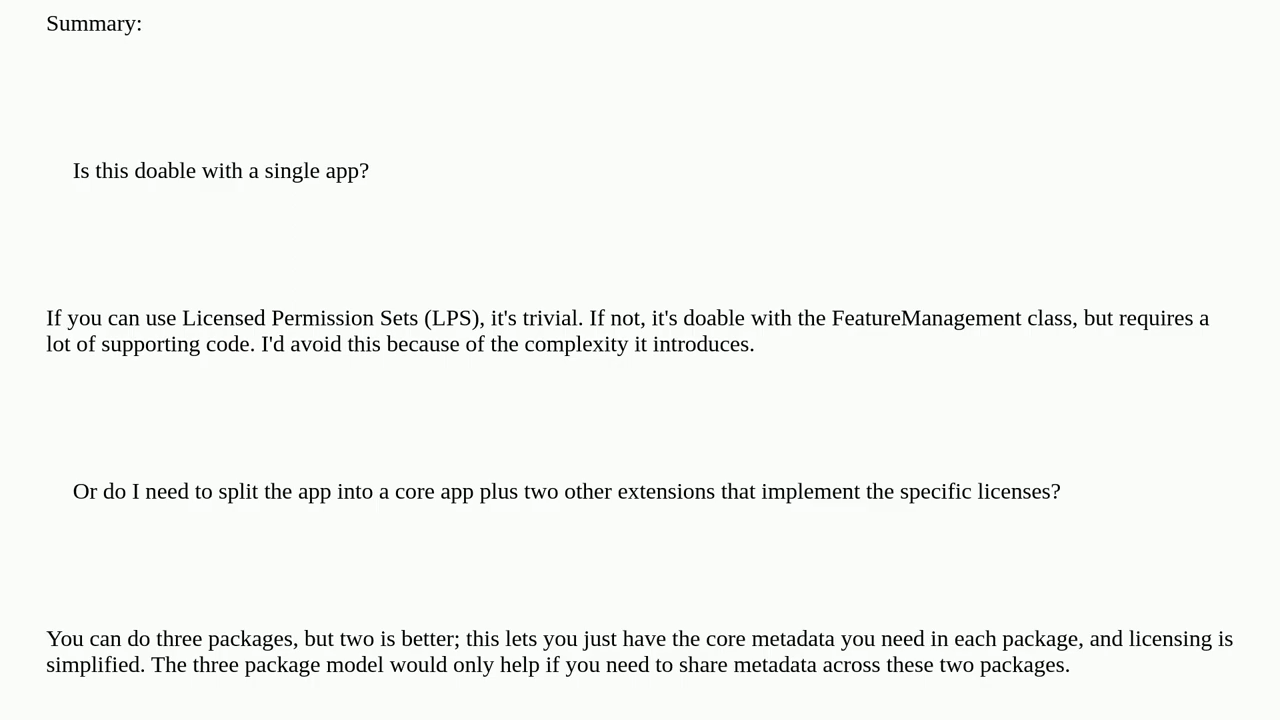 Summary:
Is this doable with a single app?
If you can use Licensed Permission Sets (LPS), it's trivial. If not, it's doable with the FeatureManagement class, but requires a
lot of supporting code. I'd avoid this because of the complexity it introduces.
Or do I need to split the app into a core app plus two other extensions that implement the specific licenses?
You can do three packages, but two is better; this lets you just have the core metadata you need in each package, and licensing is
simplified. The three package model would only help if you need to share metadata across these two packages.